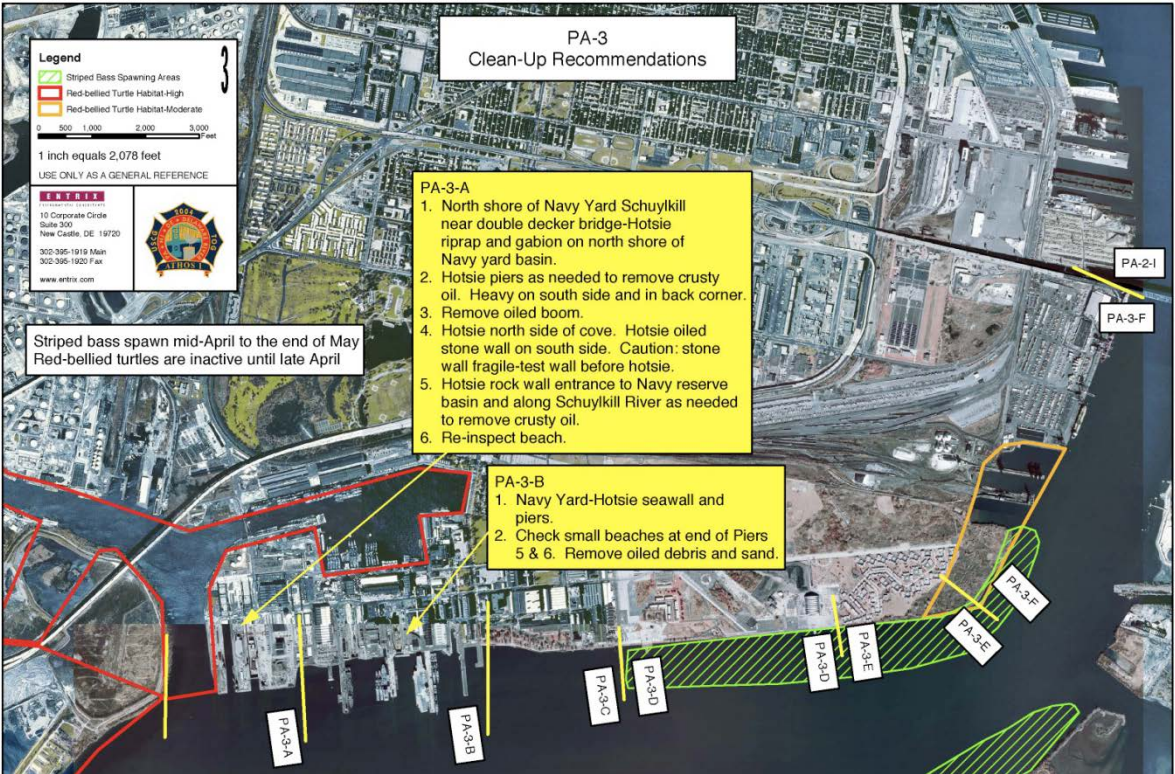 PA-3
Clean-Up Recommendations
Legend
3
Striped Bass Spawning Areas
Red-bellied Turtle Habitat-High
Red-bellied Turtle Habitat-Moderate
0 500 1,000 2,000 3,000
Feet
1 inch equals 2,078 feet
USE ONLY AS A GENERAL REFERENCE
ENTRIX
10 Corporate Circle
Suite 300
New Castle, DE 19720
302-395-1919 Main
302-395-1920 Fax
www.entrix.com
2004
ATHOS I
Striped bass spawn mid-April to the end of May
Red-bellied turtles are inactive until late April
PA-3-A
1. North shore of Navy Yard Schuylkill
near double decker bridge-Hotsie
riprap and gabion on north shore of
Navy yard basin.
2. Hotsie piers as needed to remove crusty
oil. Heavy on south side and in back corner.
3. Remove oiled boom.
4. Hotsie north side of cove. Hotsie oiled
stone wall on south side. Caution: stone
wall fragile-test wall before hotsie.
5. Hotsie rock wall entrance to Navy reserve
basin and along Schuylkill River as needed
to remove crusty oil.
6. Re-inspect beach.
PA-3-B
1. Navy Yard-Hotsie seawall and
piers.
2. Check small beaches at end of Piers
5 & 6. Remove oiled debris and sand.
PA-2-I
PA-3-F
PA-3-F
PA-3-E
PA-3-A
PA-3-B
PA-3-C
PA-3-D
PA-3-D
PA-3-E